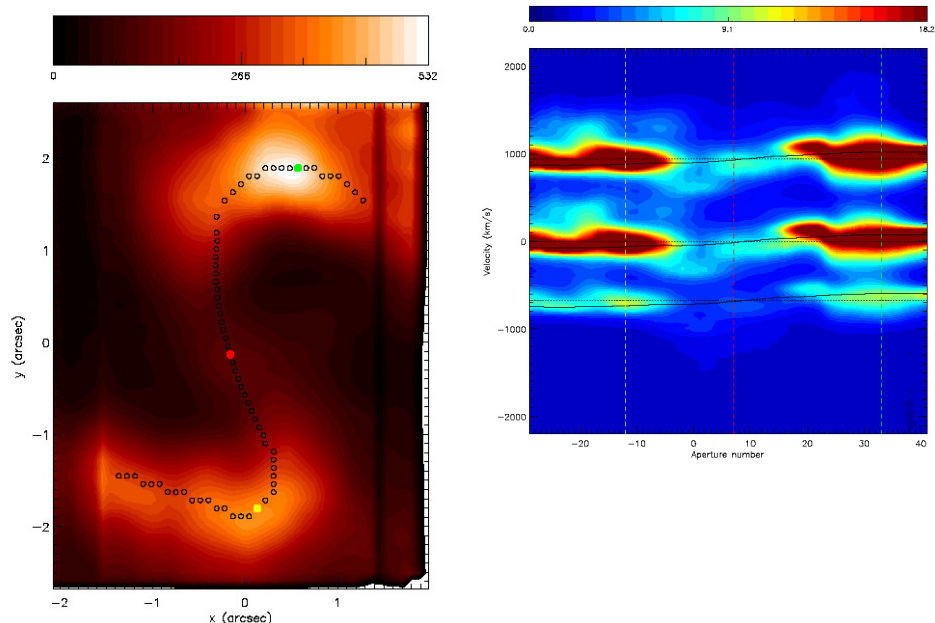 0 266 532
2
1
0
−1
−2
−2 −1 0 1
y (arcsec)
x (arcsec)
0.0 9.1 18.2
2000
1000
0
−1000
−2000
−20 −10 0 10 20 30 40
Velocity (km/s)
Aperture number